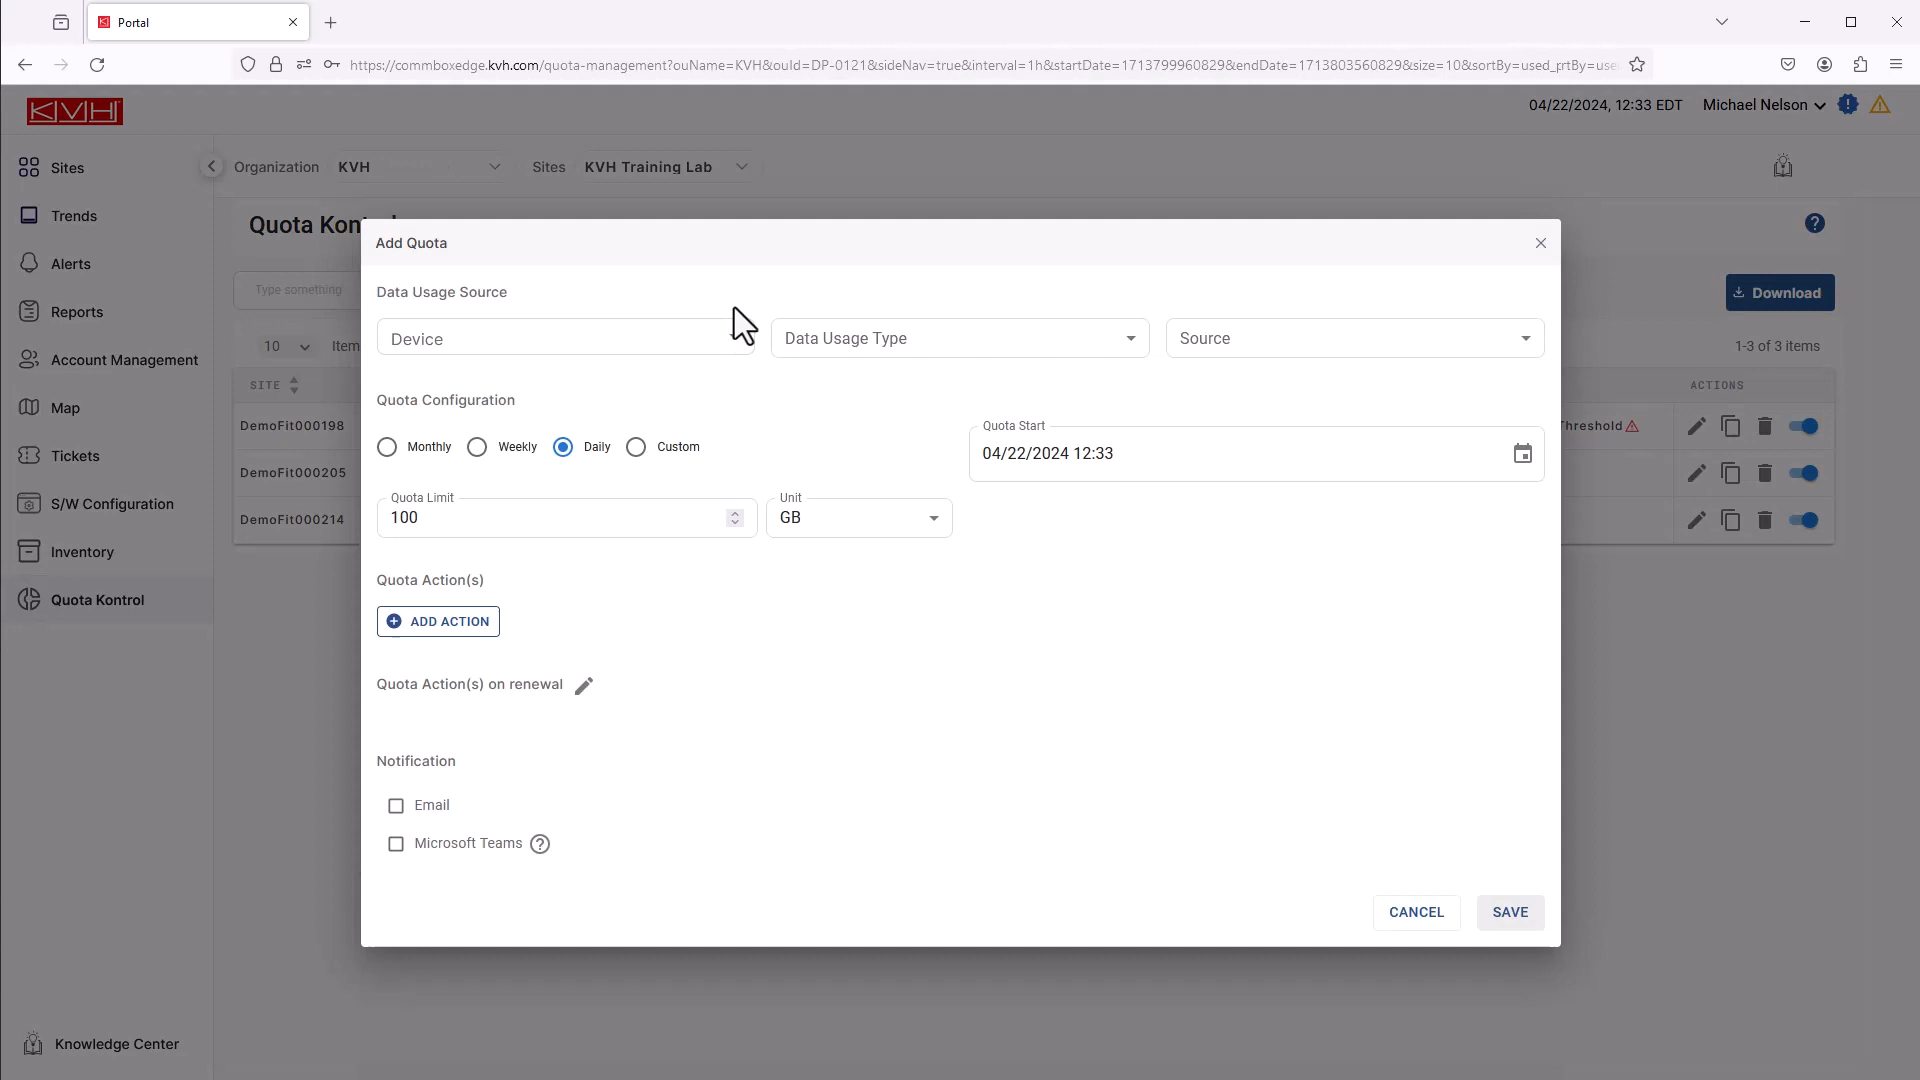 Portal
https://commboxedge.kvh.com/quota-management?ouName=KVH&ouId=DP-0121&sideNav=true&interval=1h&startDate=1713799960829&endDate=1713803560829&size=10&sortBy=used_prtBy=use
KVH
04/22/2024, 12:33 EDT
Michael Nelson
Sites
Organization KVH
Sites KVH Training Lab
Trends
Alerts
Reports
Account Management
Map
Tickets
S/W Configuration
Inventory
Quota Kontrol
Knowledge Center
Quota Kon
Type something
Download
10
Item
1-3 of 3 items
SITE
ACTIONS
DemoFit000198
Threshold
DemoFit000205
DemoFit000214
Add Quota
Data Usage Source
Device
Data Usage Type
Source
Quota Configuration
Monthly
Weekly
Daily
Custom
Quota Start
04/22/2024 12:33
Quota Limit
100
Unit
GB
Quota Action(s)
ADD ACTION
Quota Action(s) on renewal
Notification
Email
Microsoft Teams
CANCEL
SAVE